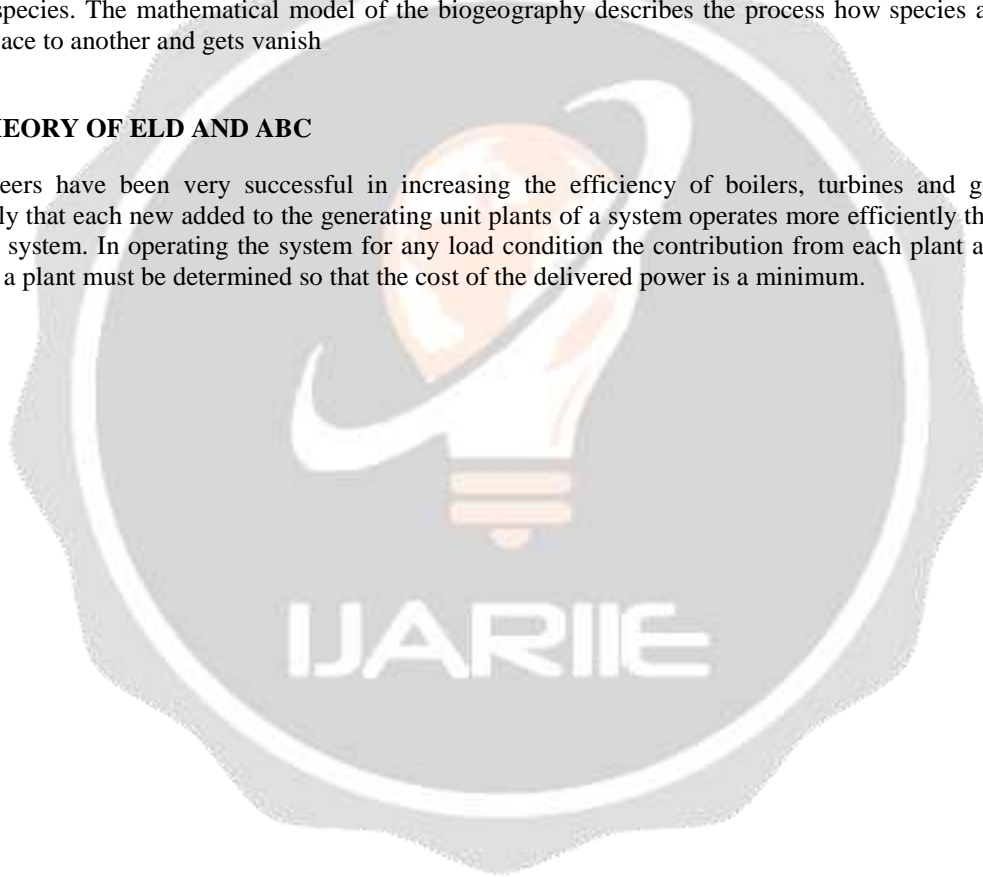 species. The mathematical model of the biogeography describes the process how species
lace to another and gets vanish
EORY OF ELD AND ABC
eers have been very successful in increasing the efficiency of boilers, turbines and
ly that each new added to the generating unit plants of a system operates more efficiently
system. In operating the system for any load condition the contribution from each plant
a plant must be determined so that the cost of the delivered power is a minimum.
IJARIIE